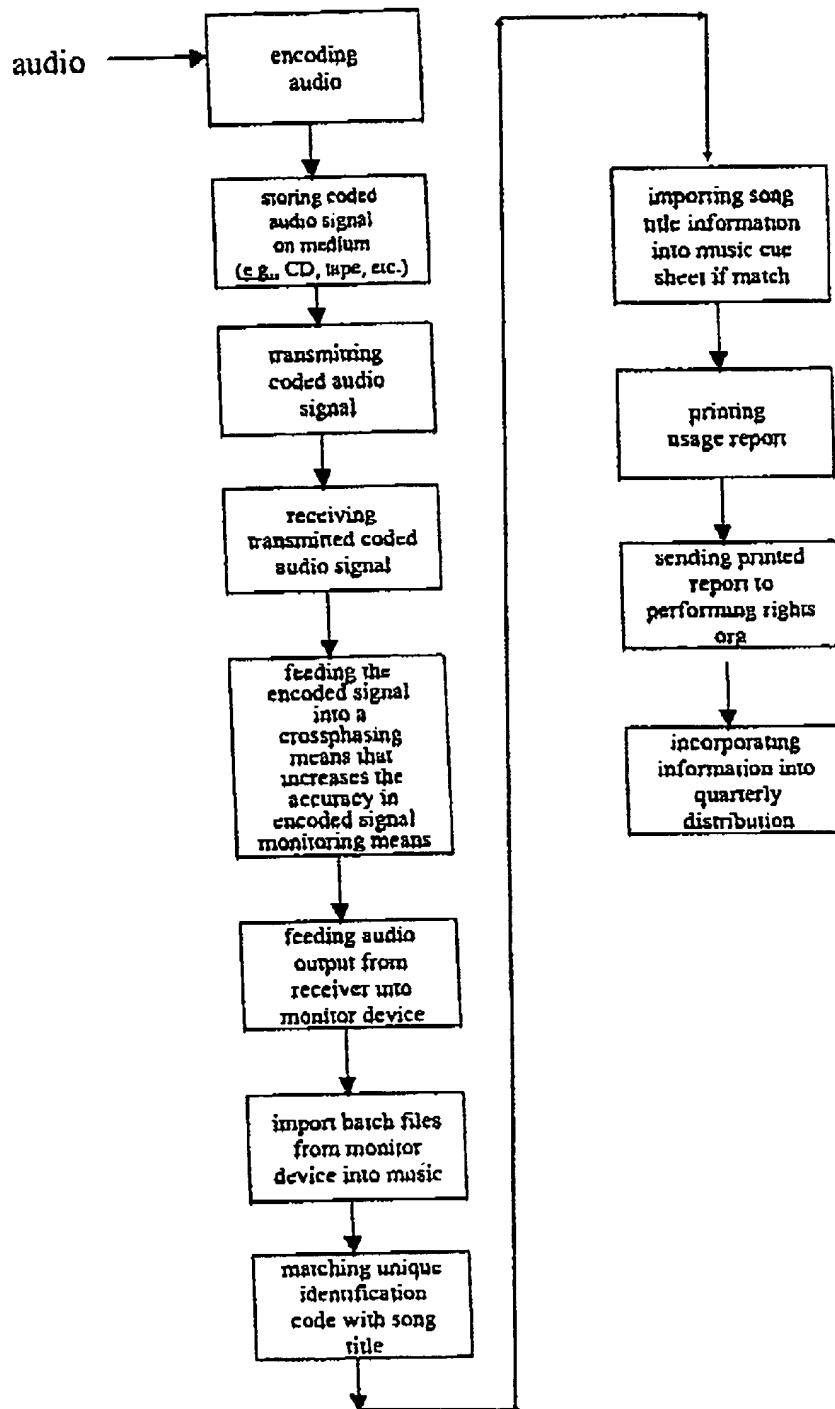 audio
encoding
audio
storing coded
audio signal
on medium
(e.g., CD, tape, etc.)
transmitting
coded audio
signal
receiving
transmitted coded
audio signal
feeding the
encoded signal
into a
crossphasing
means that
increases the
accuracy in
encoded signal
monitoring means
feeding audio
output from
receiver into
monitor device
import batch files
from monitor
device into music
matching unique
identification
code with song
title
importing song
title information
into music cue
sheet if match
printing
usage report
sending printed
report to
performing rights
org
incorporating
information into
quarterly
distribution